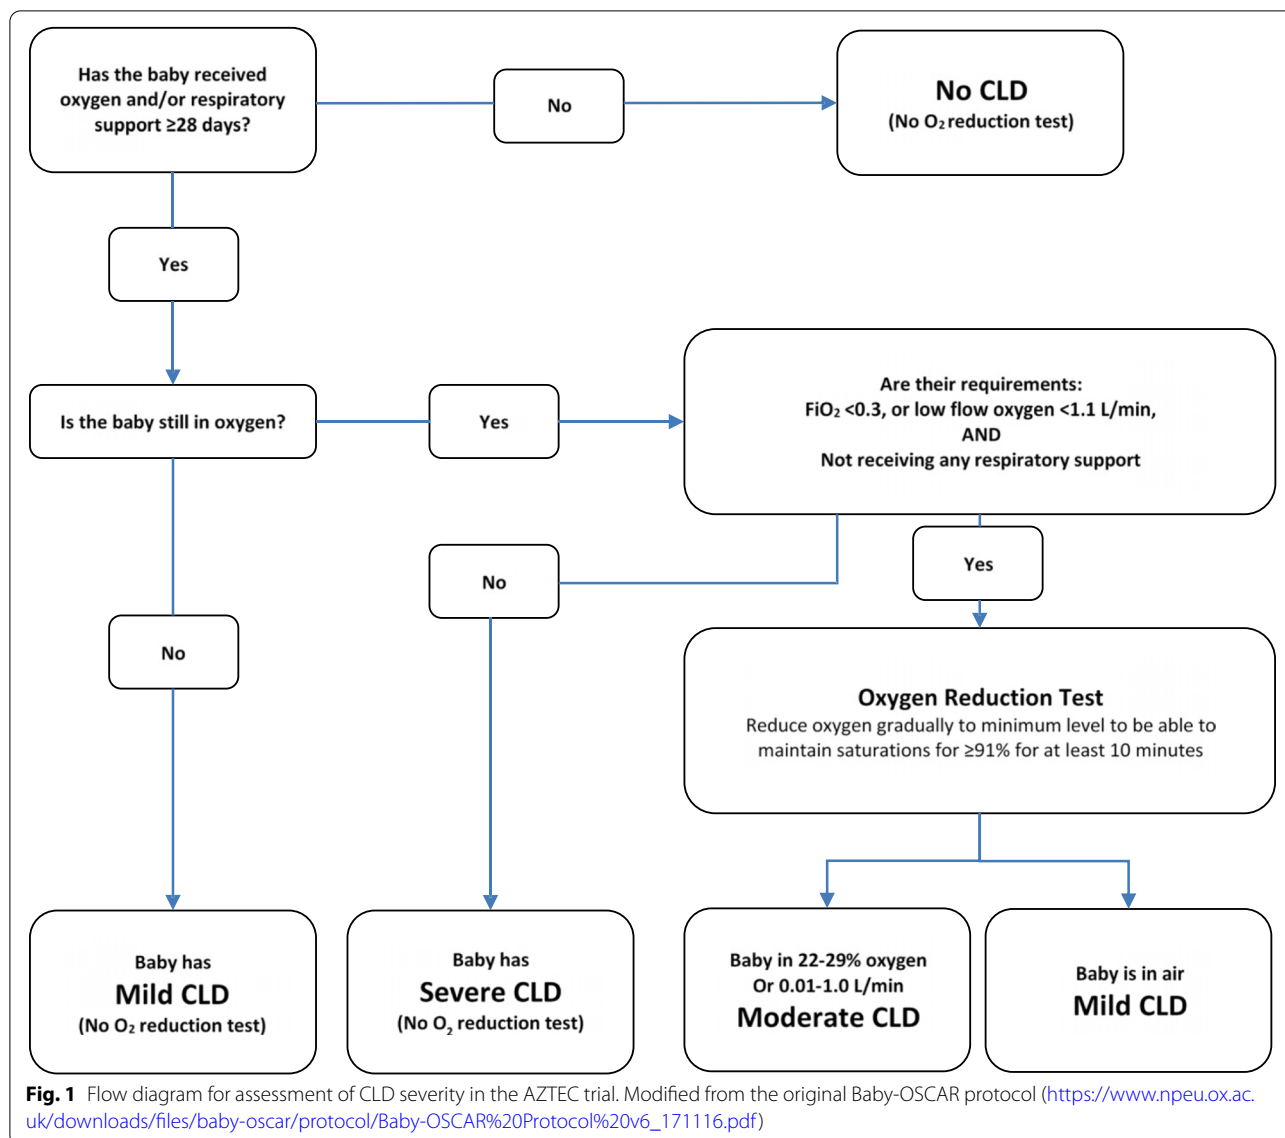 Has the baby received
oxygen and/or respiratory
support ≥28 days?
No
No CLD
(No O₂ reduction test)
Yes
Is the baby still in oxygen?
Yes
Are their requirements:
FiO₂ <0.3, or low flow oxygen <1.1 L/min,
AND
Not receiving any respiratory support
No
Yes
No
Oxygen Reduction Test
Reduce oxygen gradually to minimum level to be able to
maintain saturations for ≥91% for at least 10 minutes
Baby has
Mild CLD
(No O₂ reduction test)
Baby has
Severe CLD
(No O₂ reduction test)
Baby in 22-29% oxygen
Or 0.01-1.0 L/min
Moderate CLD
Baby is in air
Mild CLD
Fig. 1 Flow diagram for assessment of CLD severity in the AZTEC trial. Modified from the original Baby-OSCAR protocol (https://www.npeu.ox.ac.
uk/downloads/files/baby-oscar/protocol/Baby-OSCAR%20Protocol%20v6_171116.pdf)